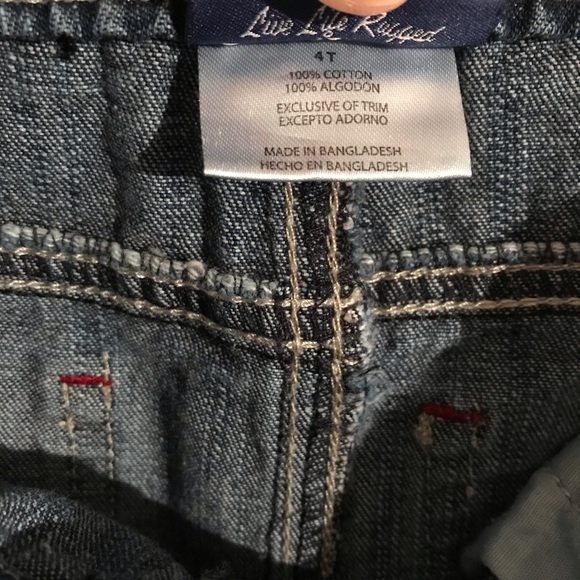 Live Life Rugged
4T
100% COTTON
100% ALGODÓN
EXCLUSIVE OF TRIM
EXCEPTO ADORNO
MADE IN BANGLADESH
HECHO EN BANGLADESH